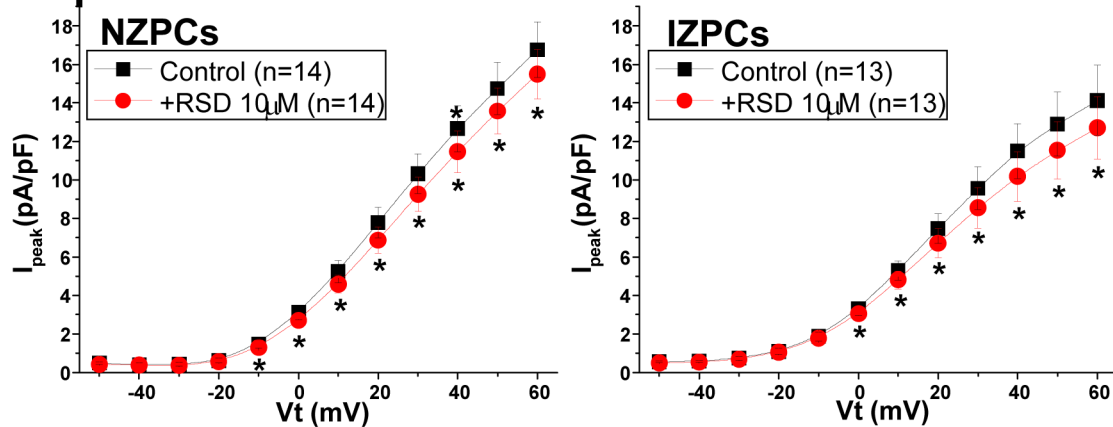 NZPCs
Control (n=14)
+RSD 10μM (n=14)
I peak (pA/pF)
18
16
14
12
10
8
6
4
2
0
* * * * * * * * *
-40 -20 0 20 40 60
Vt (mV)
IZPCs
Control (n=13)
+RSD 10μM (n=13)
I peak (pA/pF)
18
16
14
12
10
8
6
4
2
0
* * * * * * *
-40 -20 0 20 40 60
Vt (mV)